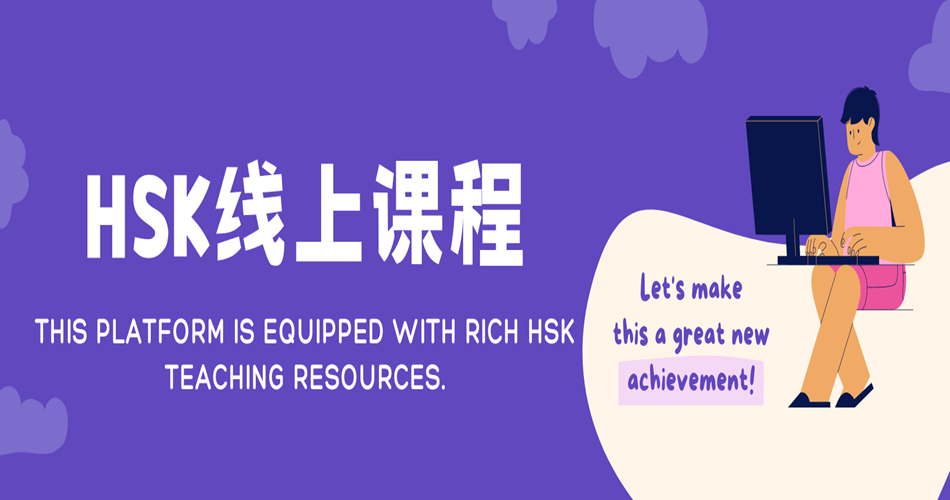 HSK线上课程
THIS PLATFORM IS EQUIPPED WITH RICH HSK
TEACHING RESOURCES.
Let's make
this a great new
achievement!